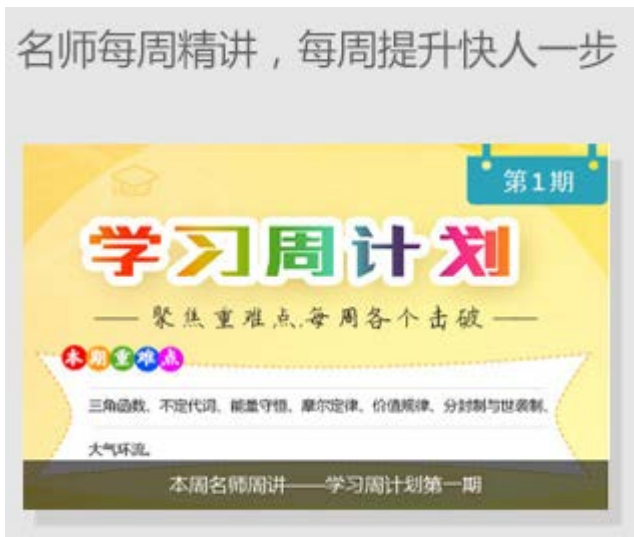 名师每周精讲，每周提升快人一步
第1期
学习周计划
——聚焦重难点.每周各个击破——
本期重难点
三角函数、不定代词、能量守恒、摩尔定律、价值规律、分封制与世袭制、
大气环流。
本周名师周讲——学习周计划第一期